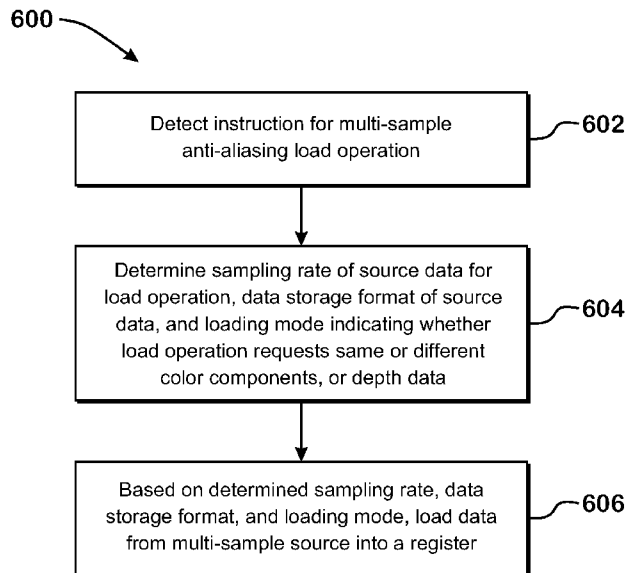 600
Detect instruction for multi-sample
anti-aliasing load operation
602
Determine sampling rate of source data for
load operation, data storage format of source
data, and loading mode indicating whether
load operation requests same or different
color components, or depth data
604
Based on determined sampling rate, data
storage format, and loading mode, load data
from multi-sample source into a register
606